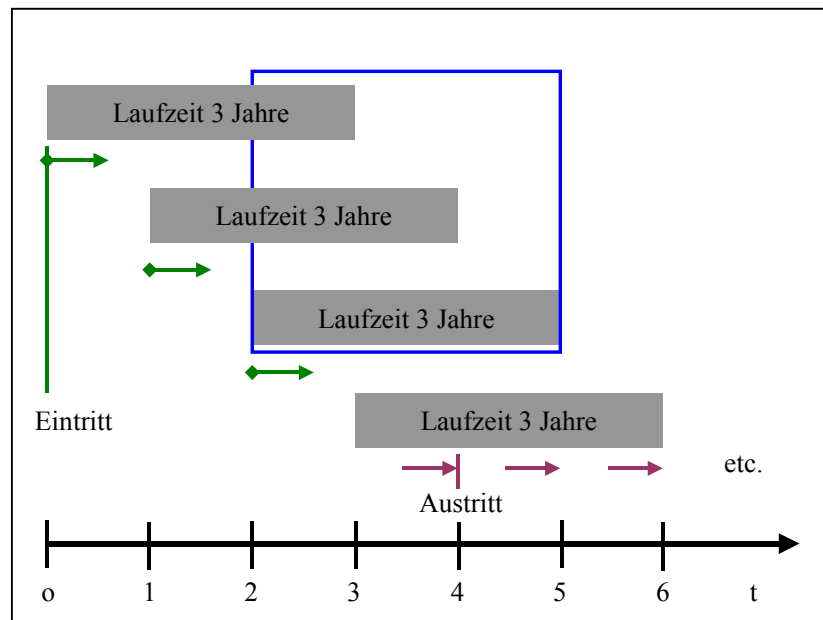 Laufzeit 3 Jahre
Laufzeit 3 Jahre
Laufzeit 3 Jahre
Eintritt
Laufzeit 3 Jahre
etc.
Austritt
o 1 2 3 4 5 6 t